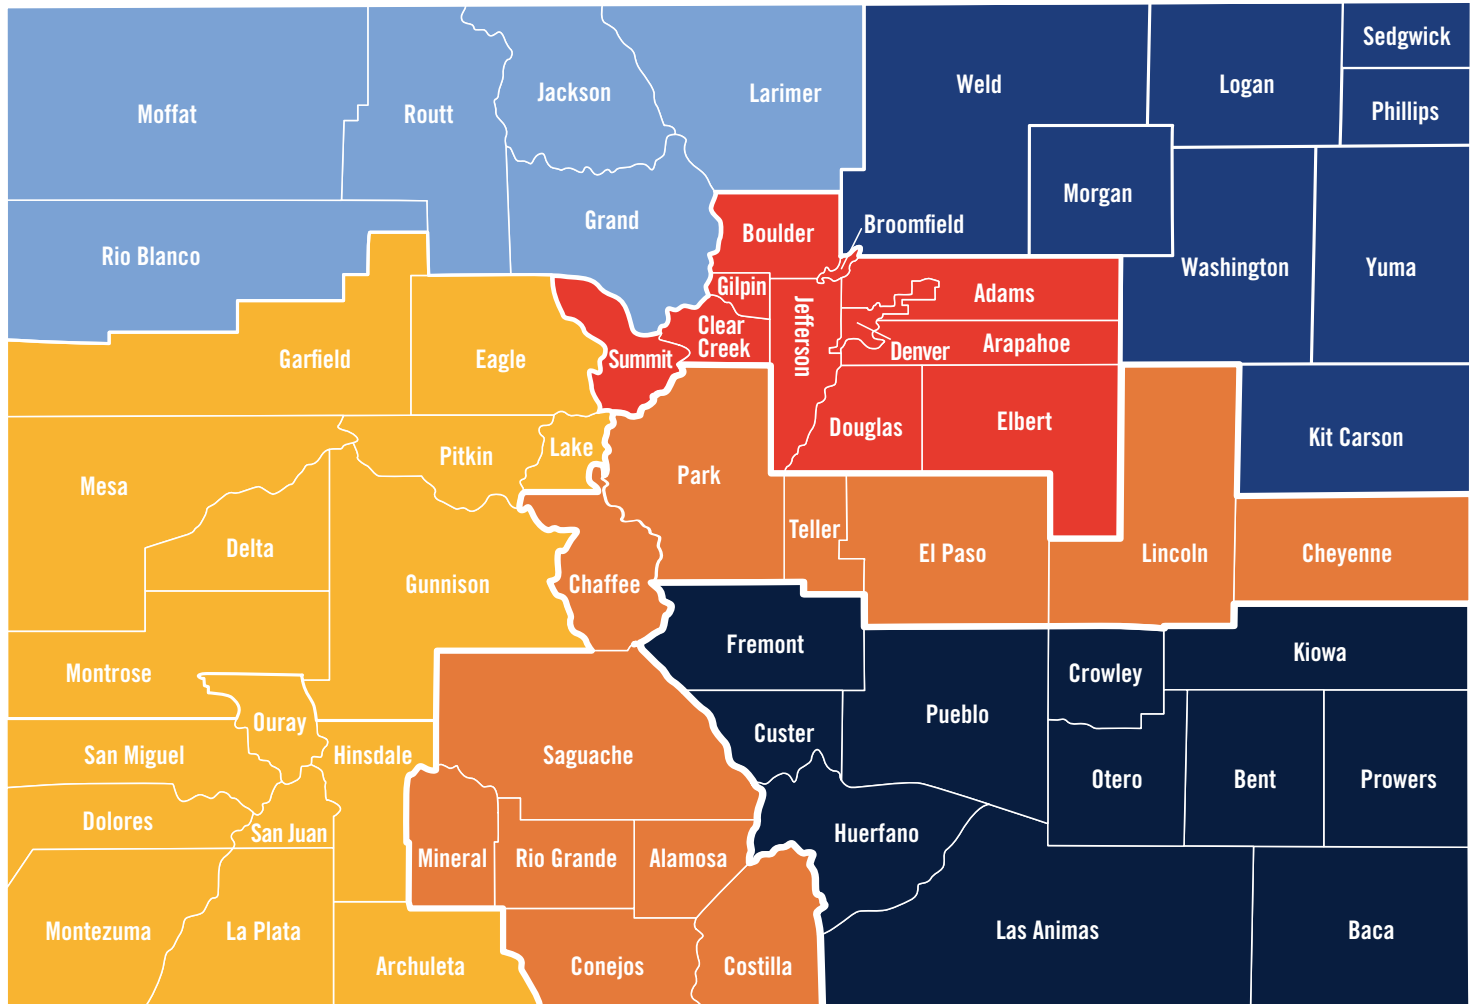 Sedgwick
Moffat
Routt
Jackson
Larimer
Weld
Logan
Phillips
Morgan
Rio Blanco
Grand
Boulder
Broomfield
Washington
Yuma
Gilpin
Jefferson
Adams
Clear
Creek
Garfield
Eagle
Summit
Denver
Arapahoe
Douglas
Elbert
Kit Carson
Mesa
Pitkin
Lake
Park
Delta
Gunnison
Chaffee
Teller
El Paso
Lincoln
Cheyenne
Montrose
Ouray
Fremont
Crowley
Kiowa
San Miguel
Hinsdale
Saguache
Custer
Pueblo
Otero
Bent
Prowers
Dolores
San Juan
Mineral
Rio Grande
Alamosa
Huerfano
Montezuma
La Plata
Archuleta
Conejos
Costilla
Las Animas
Baca